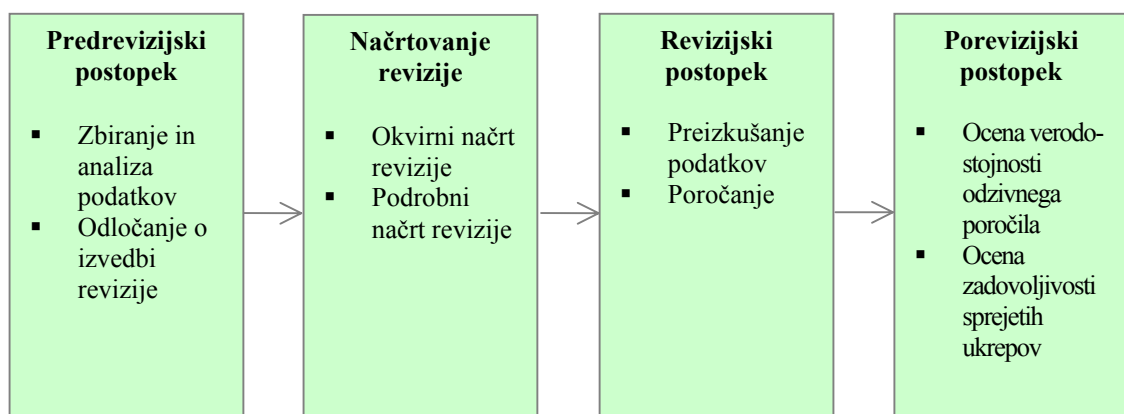 Predrevizijski
postopek
▪ Zbiranje in
analiza
podatkov
▪ Odločanje o
izvedbi
revizije
Načrtovanje
revizije
▪ Okvirni načrt
revizije
▪ Podrobni
načrt revizije
Revizijski
postopek
▪ Preizkušanje
podatkov
▪ Poročanje
Porevizijski
postopek
▪ Ocena verodo-
stojnosti
odzivnega
poročila
▪ Ocena
zadovoljivosti
sprejetih
ukrepov